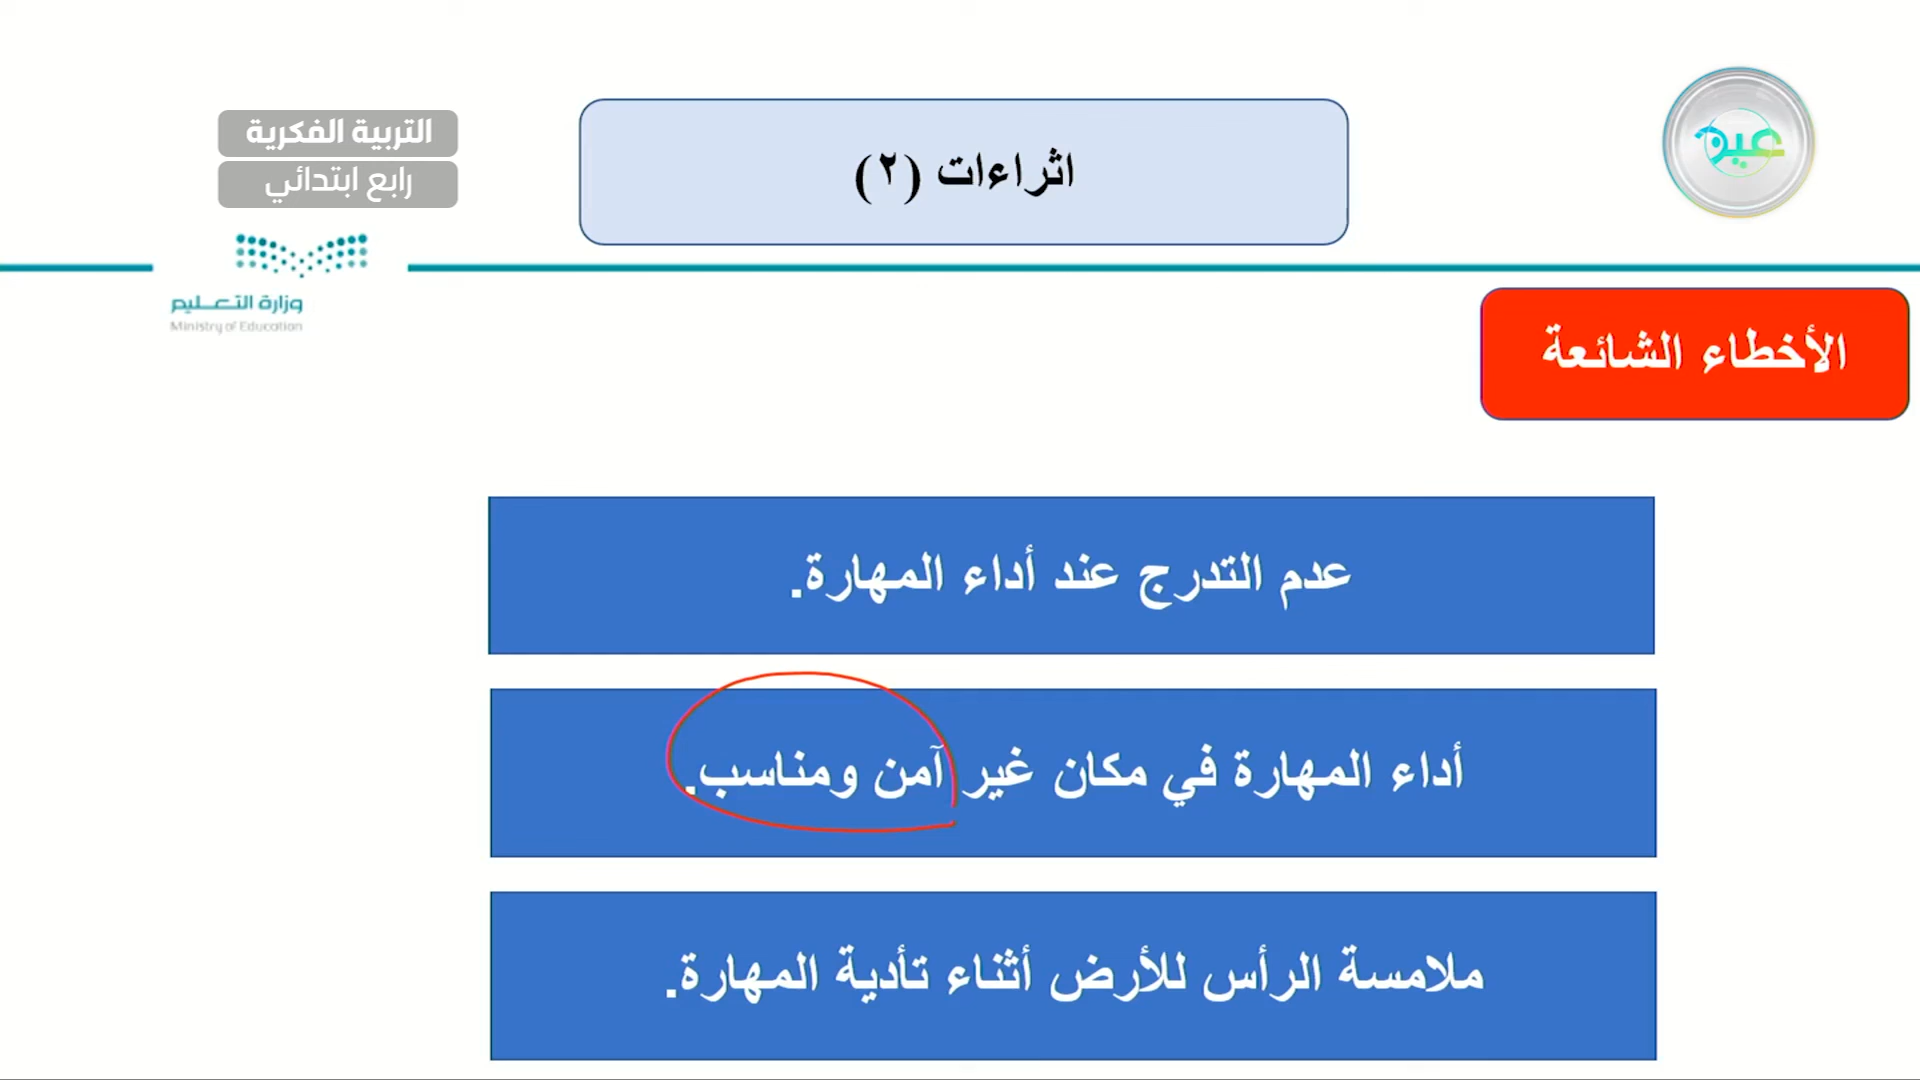 التربية الفكرية
رابع ابتدائي
اثراءات (٢)
عين
وزارة التعليم
Ministry of Education
الأخطاء الشائعة
عدم التدرج عند أداء المهارة.
أداء المهارة في مكان غير آمن ومناسب.
ملامسة الرأس للأرض أثناء تأدية المهارة.